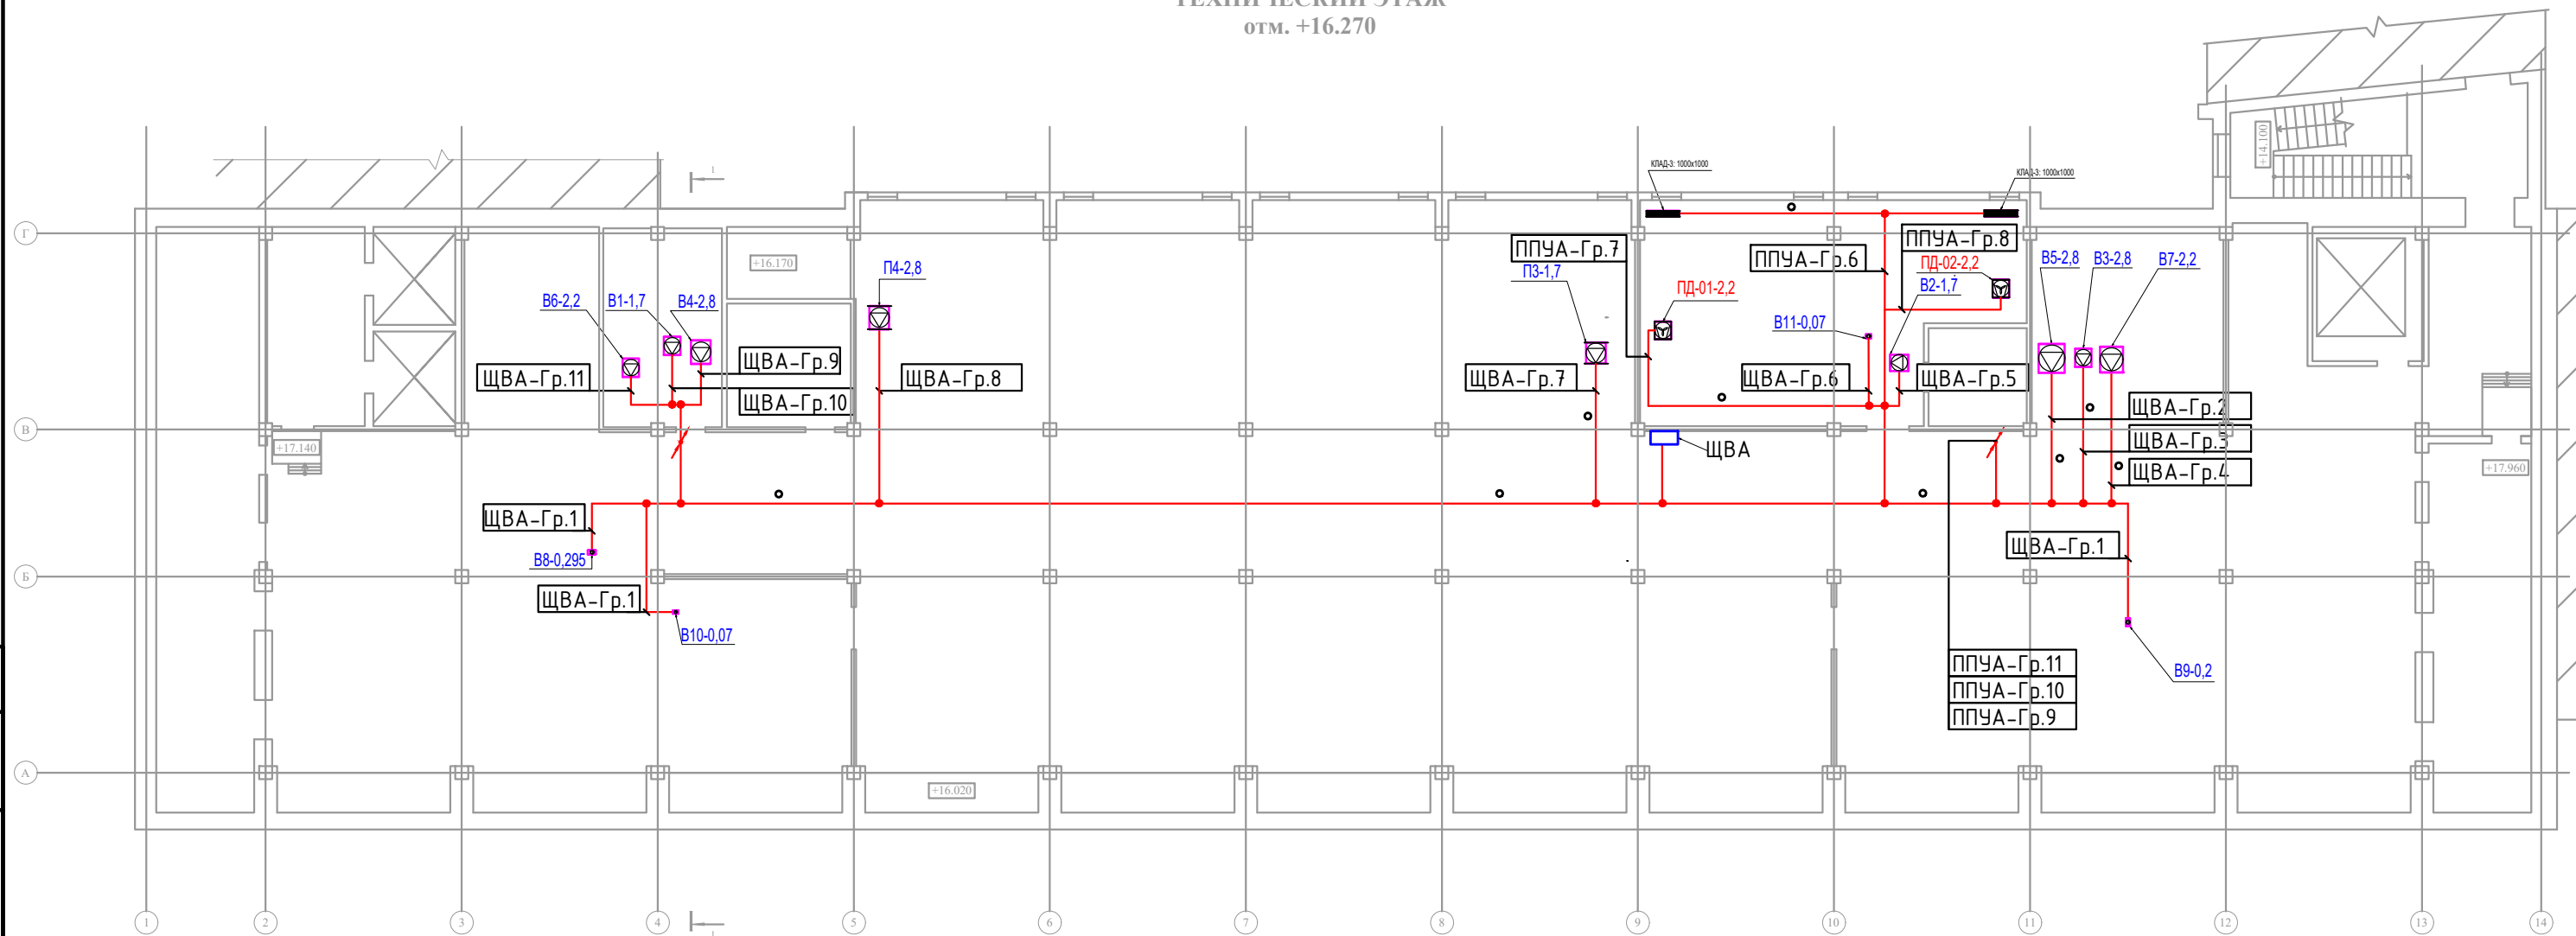 ТЕХНИЧЕСКИЙ ЭТАЖ
отм. +16.270
+14.100
КПАД-3: 1000x1000
КПАД-3: 1000x1000
1
Г
+16.170
П4-2,8
ППУА-Гр.7
П3-1,7
ППУА-Гр.6
ППУА-Гр.8
ПД-02-2,2
В2-1,7
В5-2,8
В3-2,8
В7-2,2
В6-2,2
В1-1,7
В4-2,8
ПД-01-2,2
В11-0,07
ЩВА-Гр.11
ЩВА-Гр.9
ЩВА-Гр.10
ЩВА-Гр.8
ЩВА-Гр.7
ЩВА-Гр.6
ЩВА-Гр.5
ЩВА-Гр.2
ЩВА-Гр.3
ЩВА-Гр.4
В
+17.140
ЩВА
+17.960
ЩВА-Гр.1
В8-0,295
ЩВА-Гр.1
Б
ЩВА-Гр.1
В10-0,07
ППУА-Гр.11
ППУА-Гр.10
ППУА-Гр.9
В9-0,2
А
+16.020
1
2
3
4
1
5
6
7
8
9
10
11
12
13
14